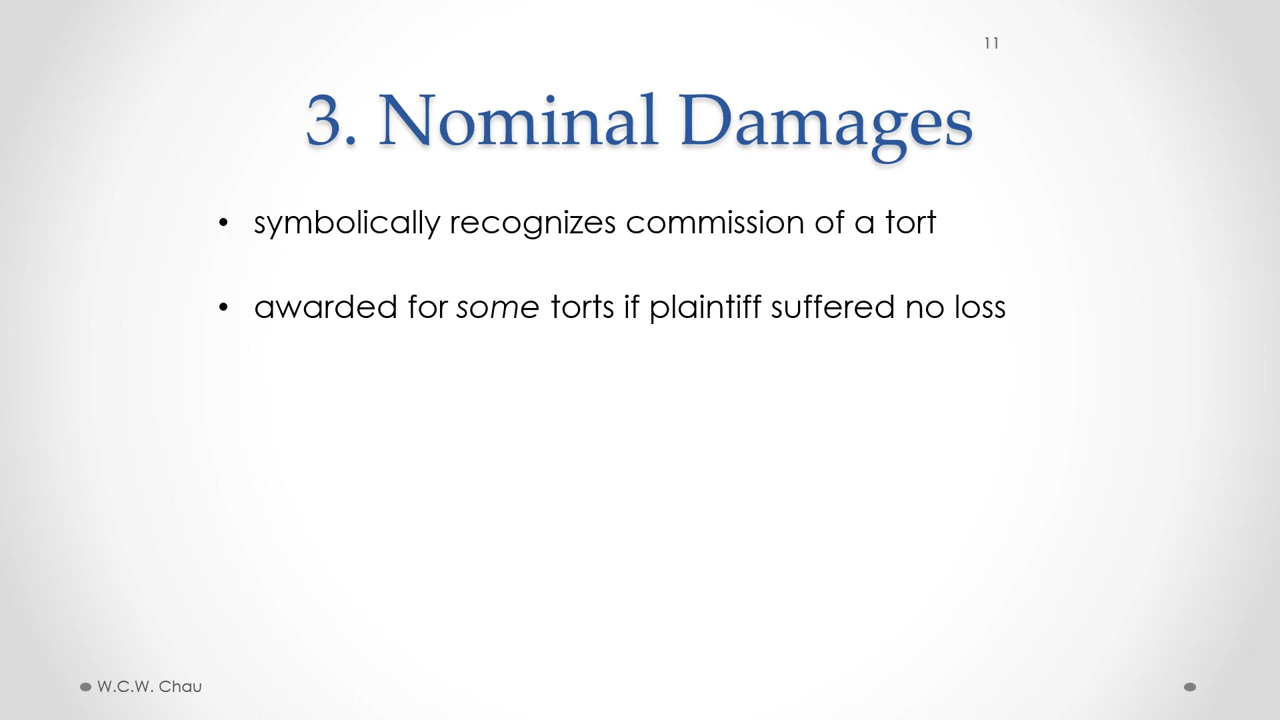 11
3. Nominal Damages
• symbolically recognizes commission of a tort
• awarded for some torts if plaintiff suffered no loss
W.C.W. Chau